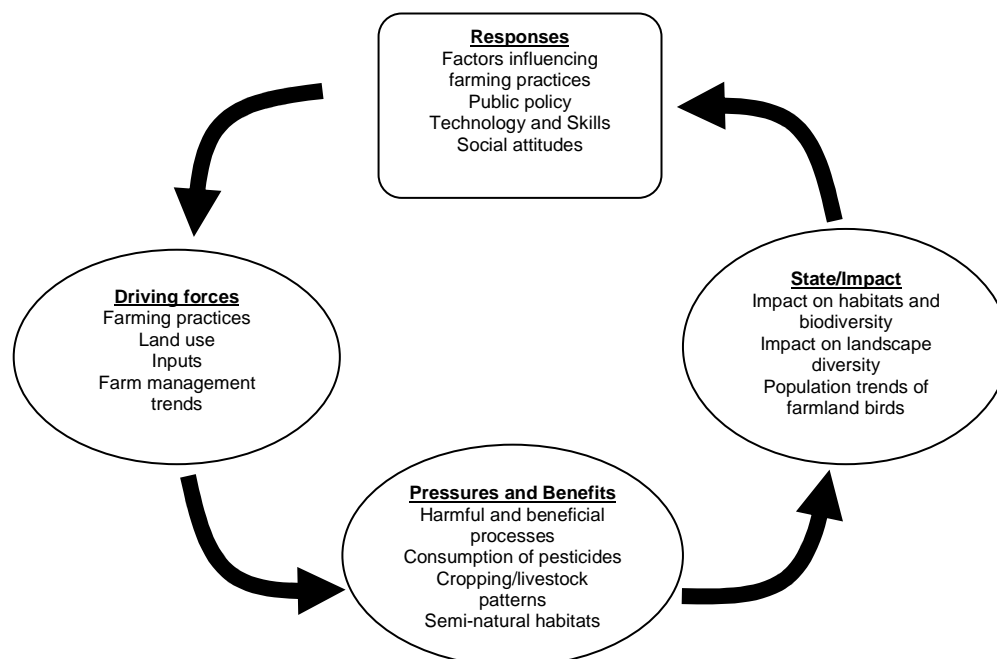 Responses
Factors influencing
farming practices
Public policy
Technology and Skills
Social attitudes
Driving forces
Farming practices
Land use
Inputs
Farm management
trends
State/Impact
Impact on habitats and
biodiversity
Impact on landscape
diversity
Population trends of
farmland birds
Pressures and Benefits
Harmful and beneficial
processes
Consumption of pesticides
Cropping/livestock
patterns
Semi-natural habitats